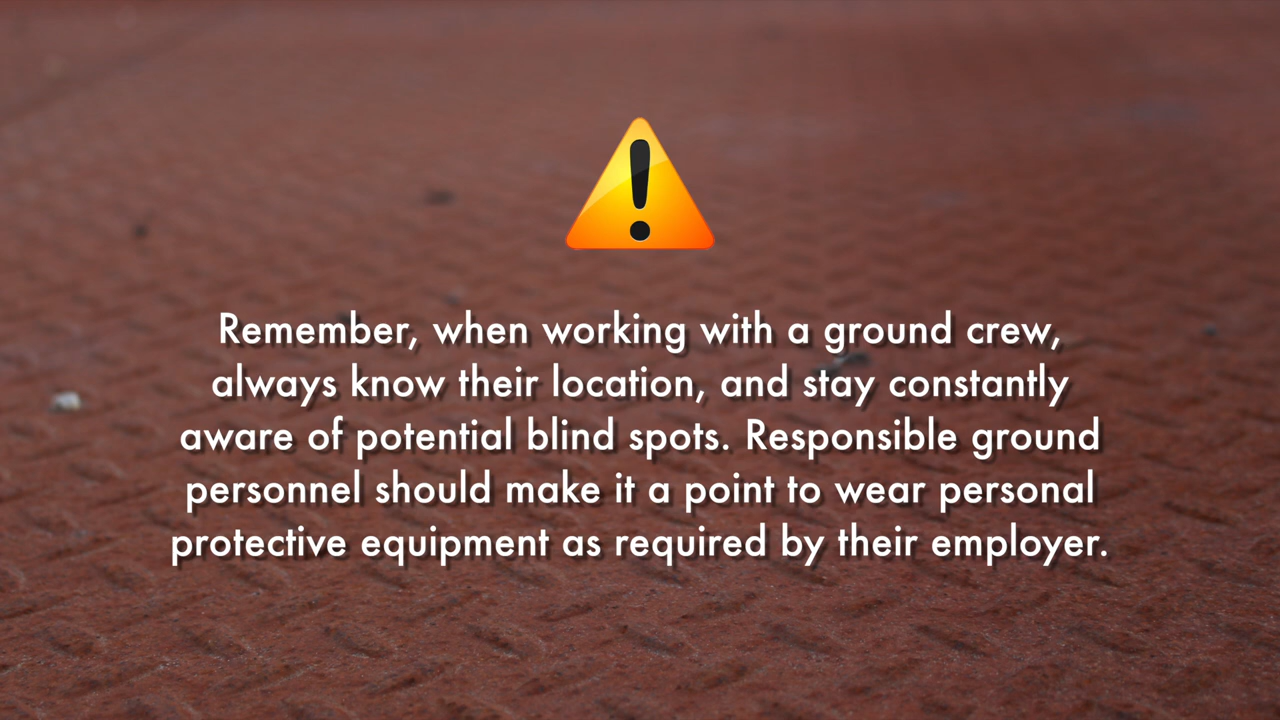 Remember, when working with a ground crew,
always know their location, and stay constantly
aware of potential blind spots. Responsible ground
personnel should make it a point to wear personal
protective equipment as required by their employer.